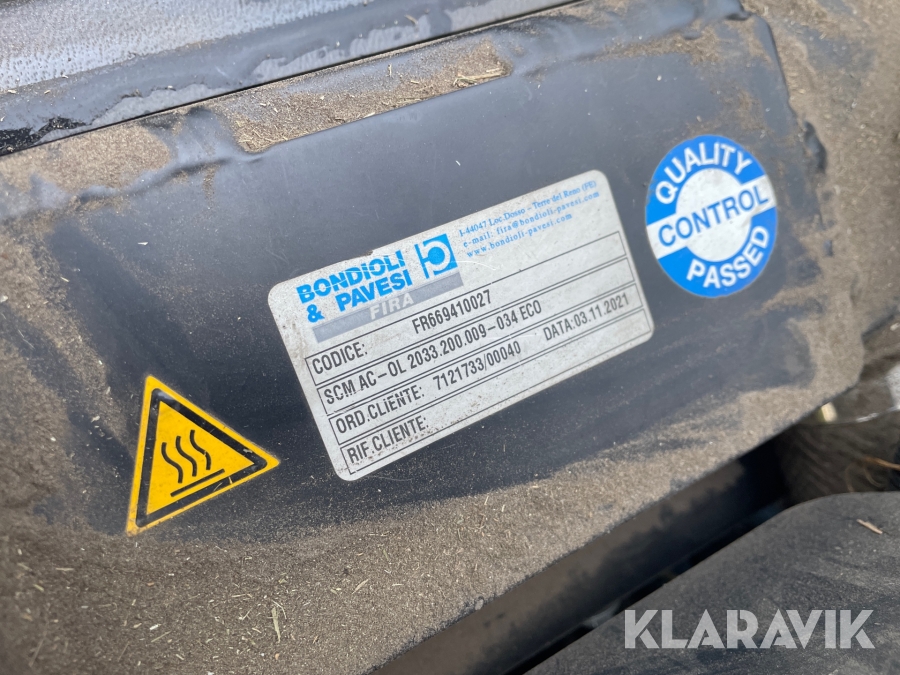 BONDIOLI
& PAVESI
FIRA
I-44047 Loc.Dosso - Terre del Reno (FE)
e-mail: fira@bondioli-pavesi.com
www.bondioli-pavesi.com
CODICE: FR669410027
SCM AC-OL 2033.200.009-034 ECO
ORD.CLIENTE: 7121733/00040 DATA:03.11.2021
RIF.CLIENTE:
QUALITY
CONTROL
PASSED
KLARAVIK